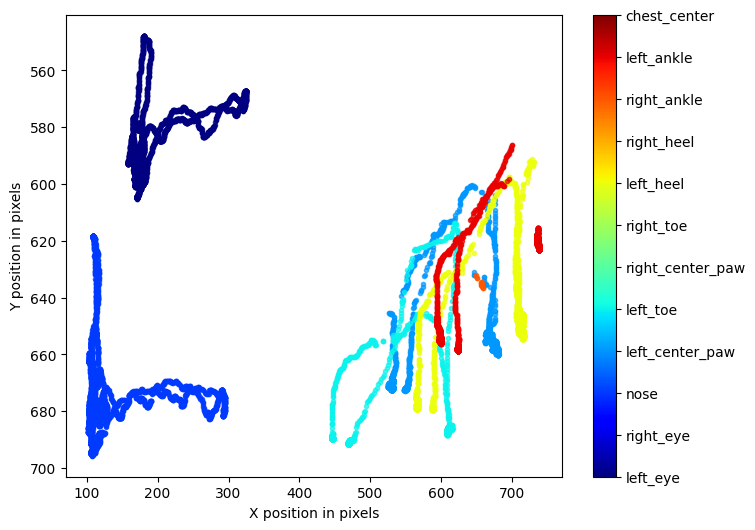 560
580
600
620
640
660
680
700
Y position in pixels
100
200
300
400
500
600
700
X position in pixels
chest_center
left_ankle
right_ankle
right_heel
left_heel
right_toe
right_center_paw
left_toe
left_center_paw
nose
right_eye
left_eye